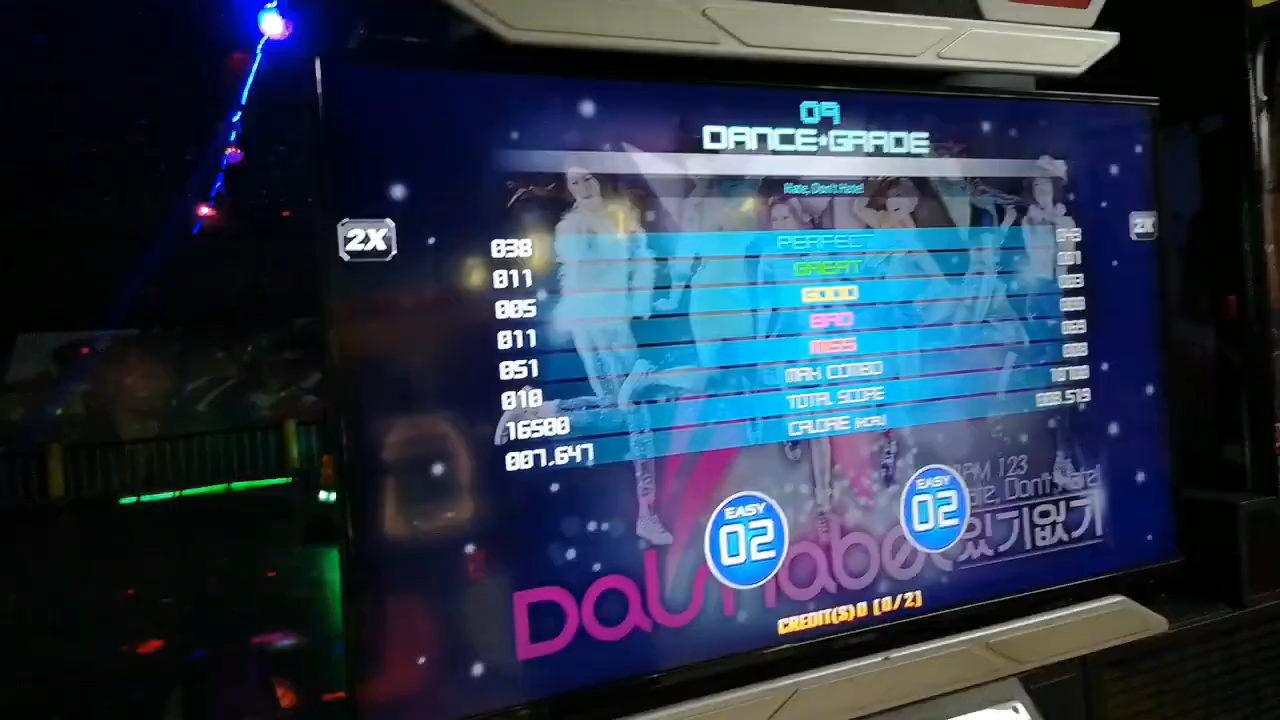 09
DANCE GRADE
Hate, Don't Hate!
2X 2X
038 PERFECT
011 GREAT
005 GOOD
011 BAD
051 MISS
010 MAX COMBO
16500 TOTAL SCORE
007.647 CALORIE (KCAL)
BPM 123
Hate, Don't Hate!
있기없기
EASY EASY
02 02
Dal★shabet
CREDIT(S) 0 [0/2]